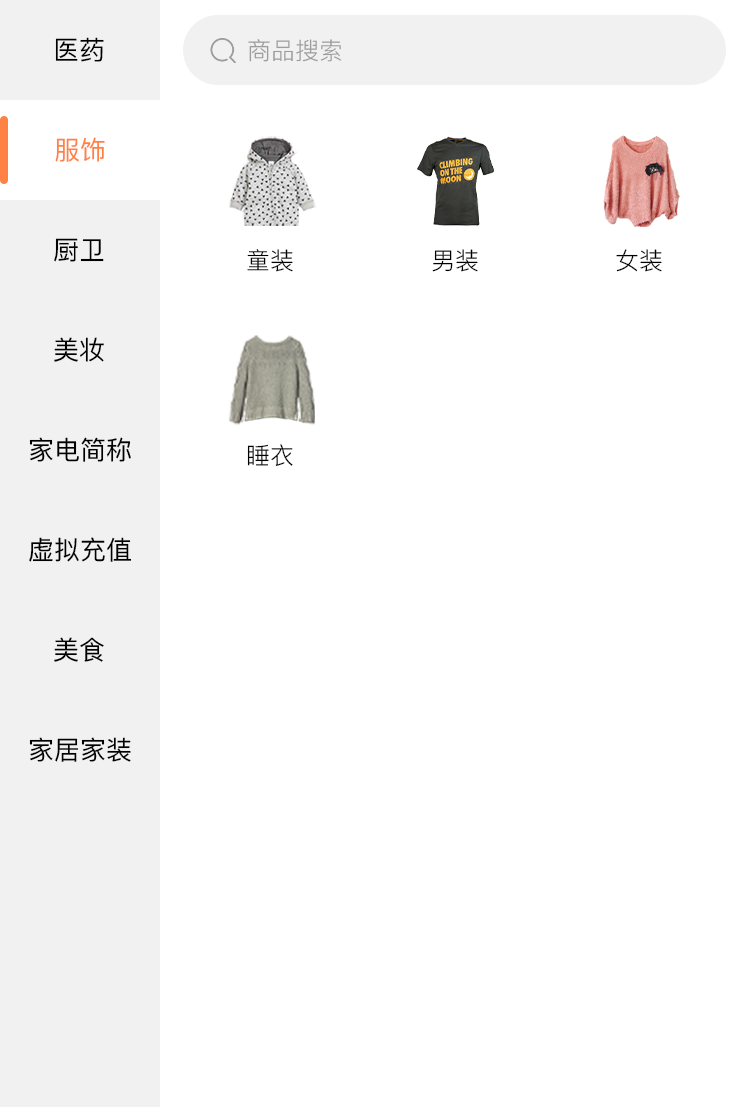 医药
服饰
厨卫
美妆
家电简称
虚拟充值
美食
家居家装
商品搜索
CLIMBING
ON THE
MOON
童装
男装
女装
睡衣